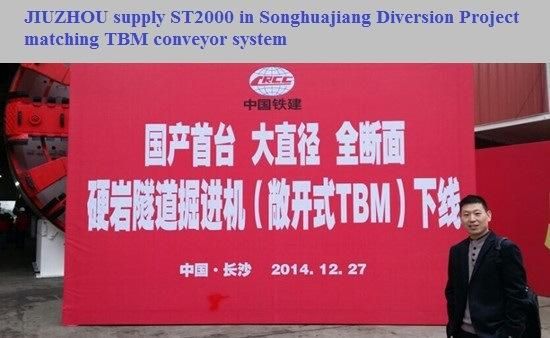 JIUZHOU supply ST2000 in Songhuajiang Diversion Project
matching TBM conveyor system
CRCC
中国铁建
国产首台 大直径 全断面
硬岩隧道掘进机（敞开式TBM）下线
中国·长沙 2014.12.27